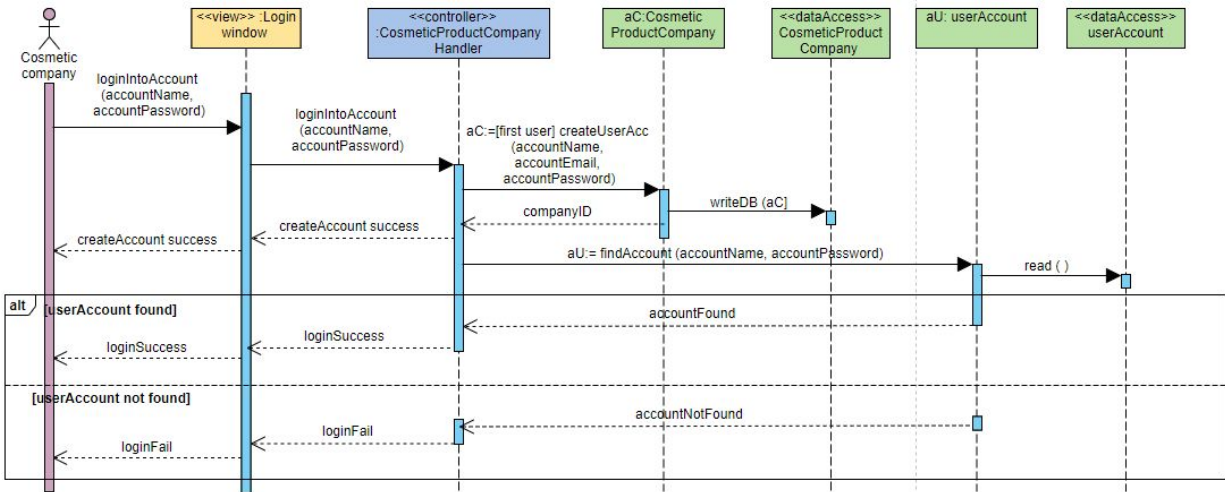 <<view>> :Login
window
<<controller>>
:CosmeticProductCompany
Handler
aC:Cosmetic
ProductCompany
<<dataAccess>>
CosmeticProduct
Company
aU: userAccount
<<dataAccess>>
userAccount
Cosmetic
company
loginIntoAccount
(accountName,
accountPassword)
loginIntoAccount
(accountName,
accountPassword)
aC:=[first user] createUserAcc
(accountName,
accountEmail,
accountPassword)
writeDB (aC]
companyID
createAccount success
createAccount success
aU:= findAccount (accountName, accountPassword)
read ( )
alt
[userAccount found]
accountFound
loginSuccess
loginSuccess
[userAccount not found]
accountNotFound
loginFail
loginFail